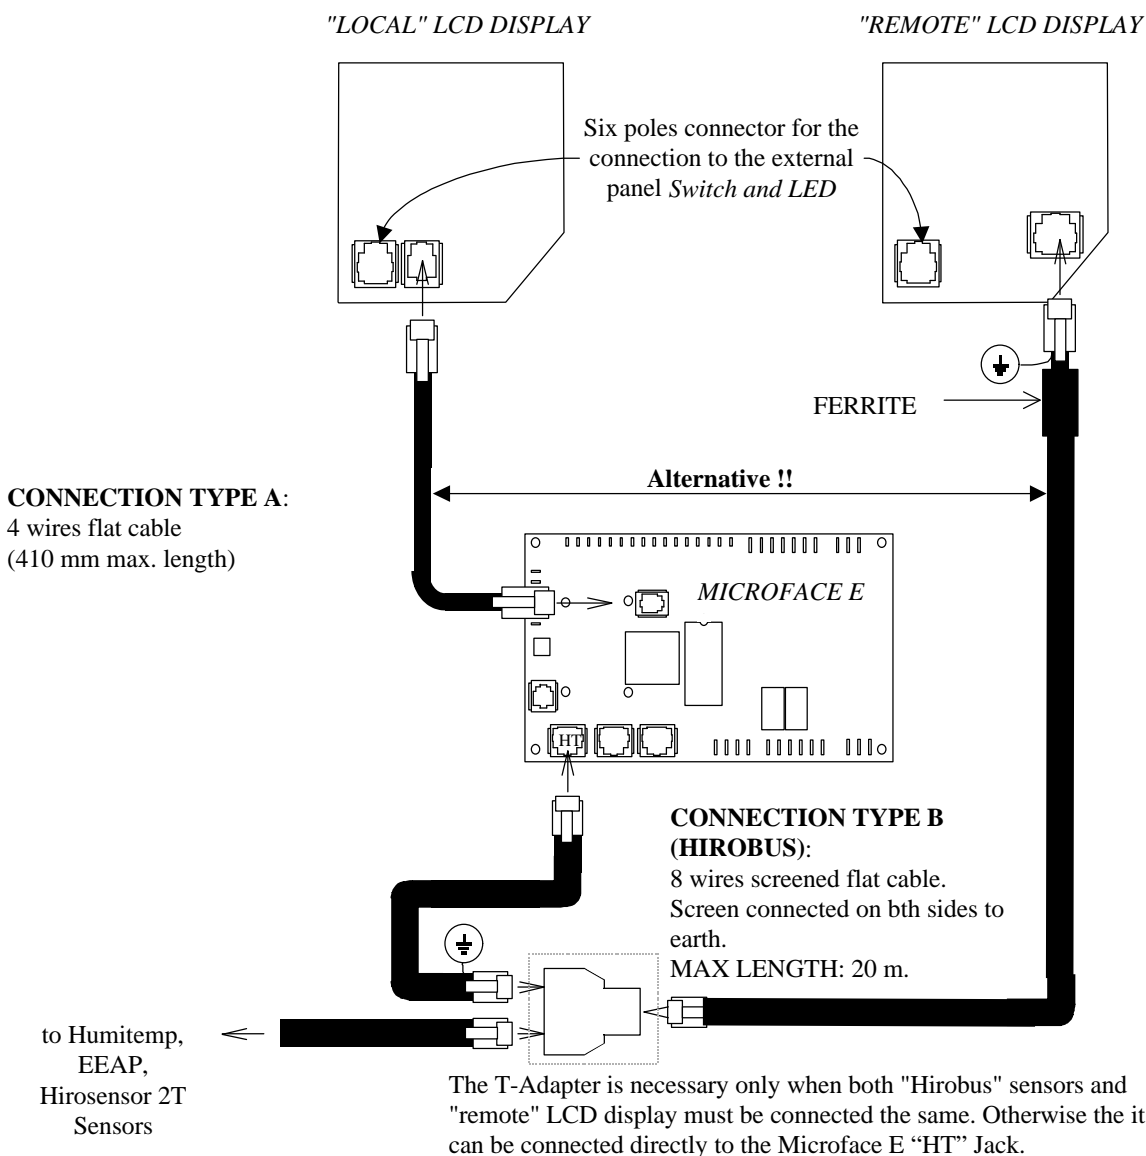 "LOCAL" LCD DISPLAY
"REMOTE" LCD DISPLAY
Six poles connector for the
connection to the external
panel Switch and LED
FERRITE
Alternative !!
CONNECTION TYPE A:
4 wires flat cable
(410 mm max. length)
MICROFACE E
HT
CONNECTION TYPE B
(HIROBUS):
8 wires screened flat cable.
Screen connected on bth sides to
earth.
MAX LENGTH: 20 m.
to Humitemp,
EEAP,
Hirosensor 2T
Sensors
The T-Adapter is necessary only when both "Hirobus" sensors and
"remote" LCD display must be connected the same. Otherwise the it
can be connected directly to the Microface E “HT” Jack.